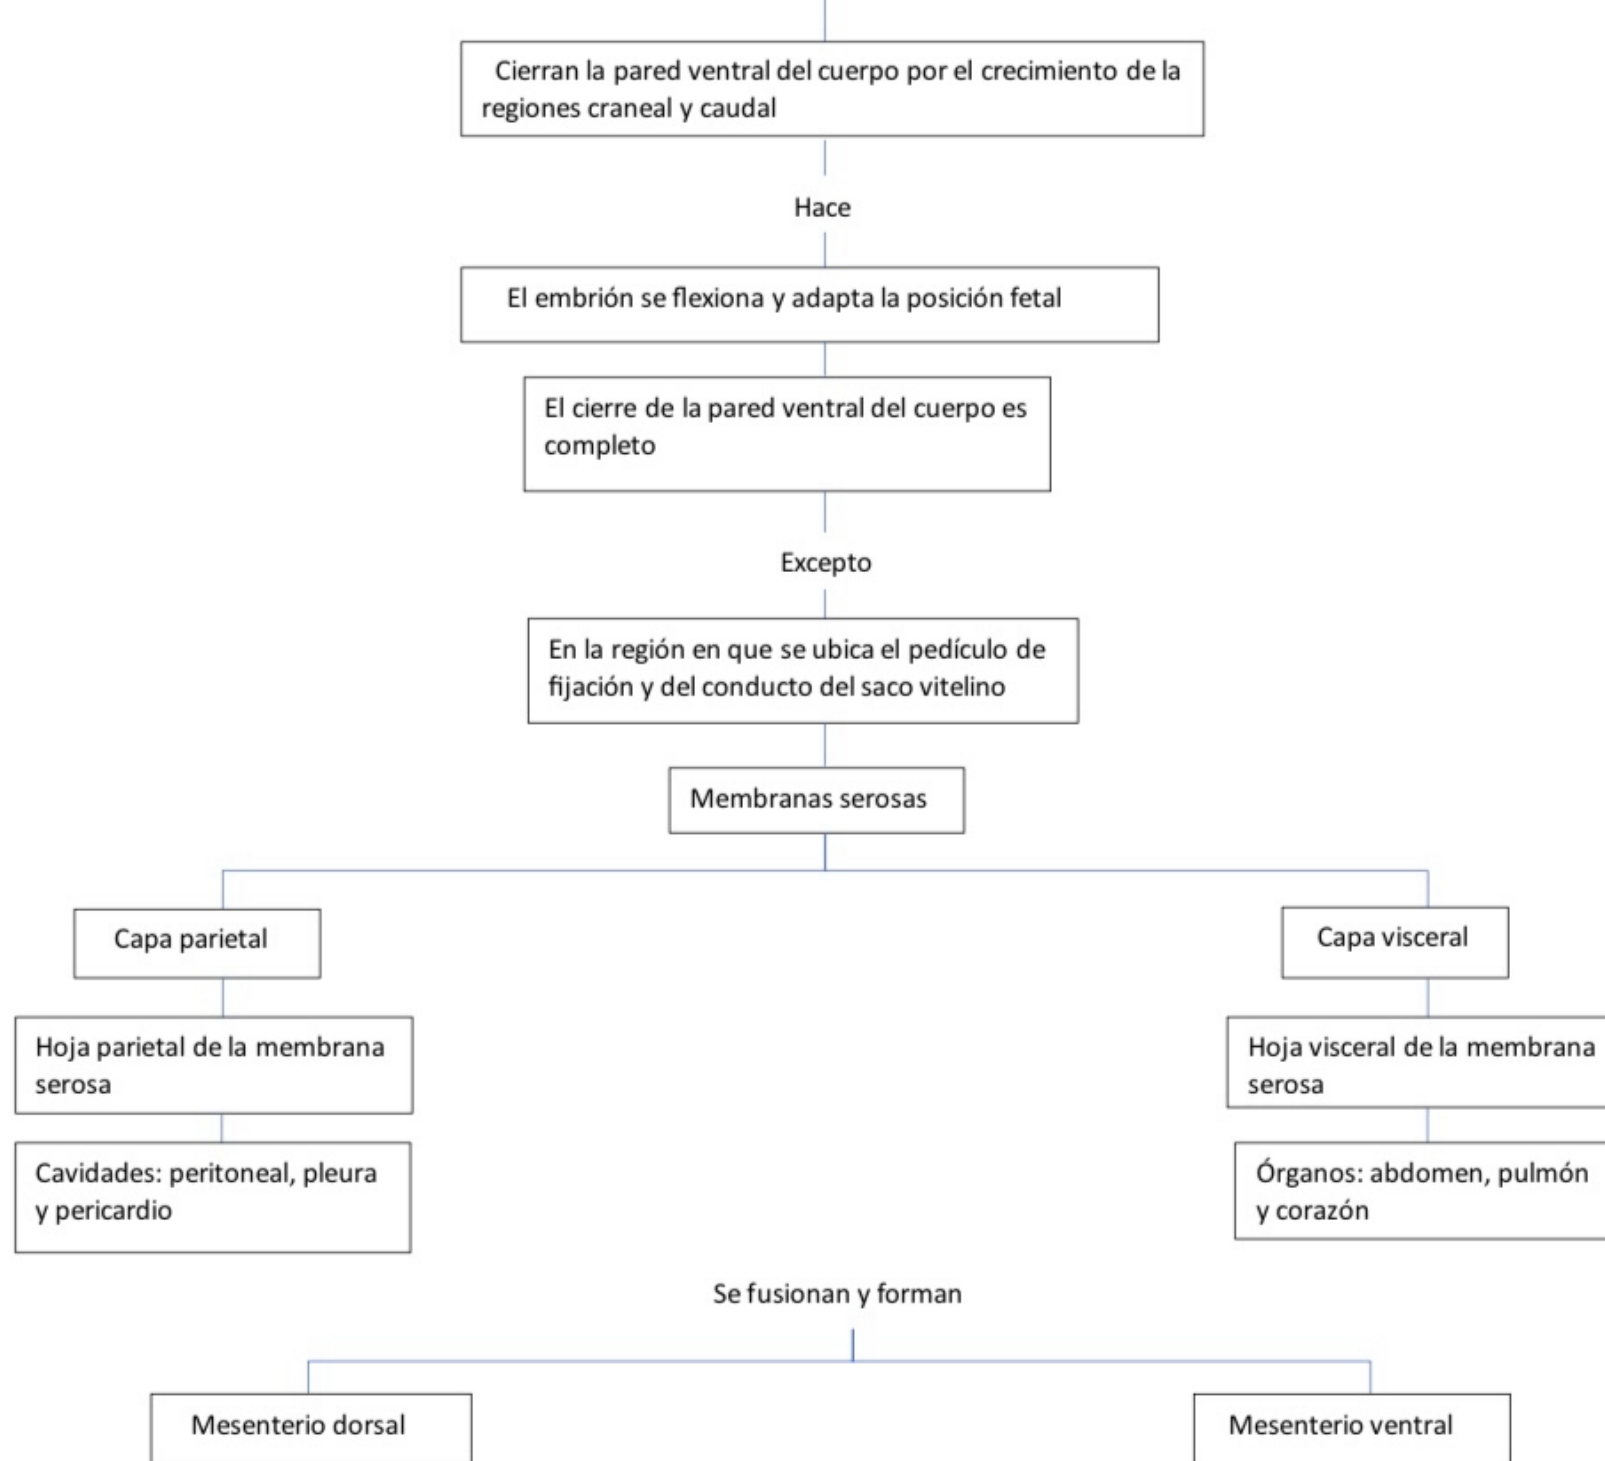 Cierran la pared ventral del cuerpo por el crecimiento de la
regiones craneal y caudal
Hace
El embrión se flexiona y adapta la posición fetal
El cierre de la pared ventral del cuerpo es
completo
Excepto
En la región en que se ubica el pedículo de
fijación y del conducto del saco vitelino
Membranas serosas
Capa parietal
Capa visceral
Hoja parietal de la membrana
serosa
Hoja visceral de la membrana
serosa
Cavidades: peritoneal, pleura
y pericardio
Órganos: abdomen, pulmón
y corazón
Se fusionan y forman
Mesenterio dorsal
Mesenterio ventral